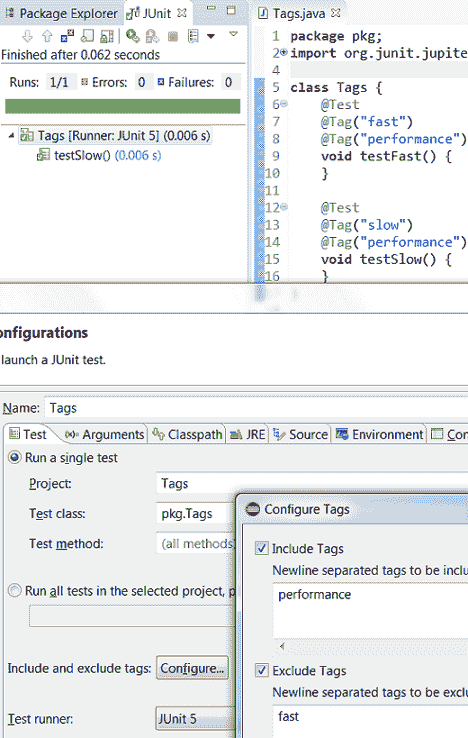 Package Explorer JUnit
Finished after 0.062 seconds
Runs: 1/1 Errors: 0 Failures: 0
Tags [Runner: JUnit 5] (0.006 s)
testSlow() (0.006 s)
Tags.java
1 package pkg;
2 import org.junit.jupite
4
5 class Tags {
6 @Test
7 @Tag("fast")
8 @Tag("performance")
9 void testFast() {
10 }
11
12 @Test
13 @Tag("slow")
14 @Tag("performance")
15 void testSlow() {
16 }
onfigurations
launch a JUnit test.
Name: Tags
Test (x)= Arguments Classpath JRE Source Environment Con
Run a single test
Project: Tags
Test class: pkg.Tags
Test method: (all methods)
Run all tests in the selected project, p
Include and exclude tags: Configure...
Test runner: JUnit 5
Configure Tags
Include Tags
Newline separated tags to be inclu
performance
Exclude Tags
Newline separated tags to be exclu
fast